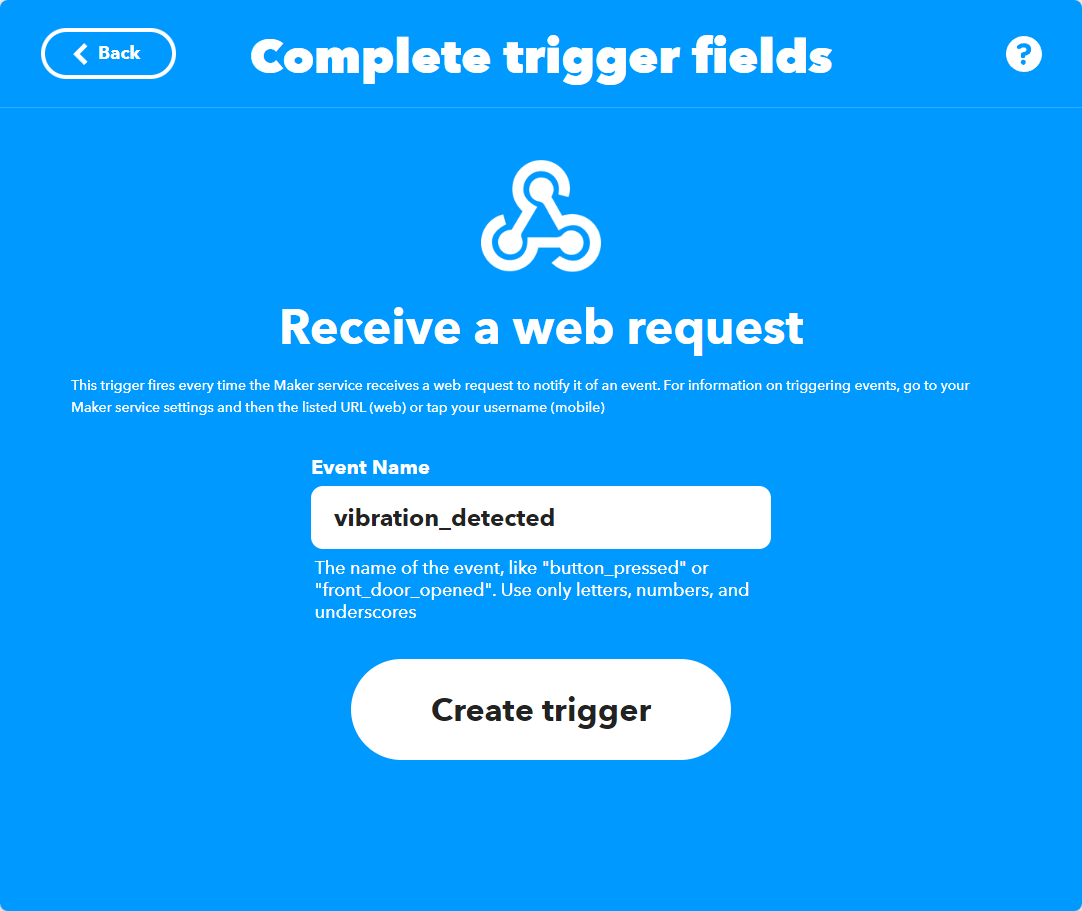 Back
Complete trigger fields
?
Receive a web request
This trigger fires every time the Maker service receives a web request to notify it of an event. For information on triggering events, go to your
Maker service settings and then the listed URL (web) or tap your username (mobile)
Event Name
vibration_detected
The name of the event, like "button_pressed" or
"front_door_opened". Use only letters, numbers, and
underscores
Create trigger